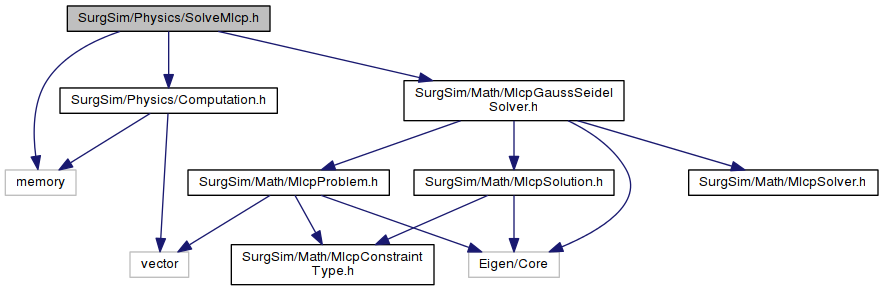 SurgSim/Physics/SolveMlcp.h
SurgSim/Physics/Computation.h
SurgSim/Math/MlcpGaussSeidel
Solver.h
memory
SurgSim/Math/MlcpProblem.h
SurgSim/Math/MlcpSolution.h
SurgSim/Math/MlcpSolver.h
vector
SurgSim/Math/MlcpConstraint
Type.h
Eigen/Core